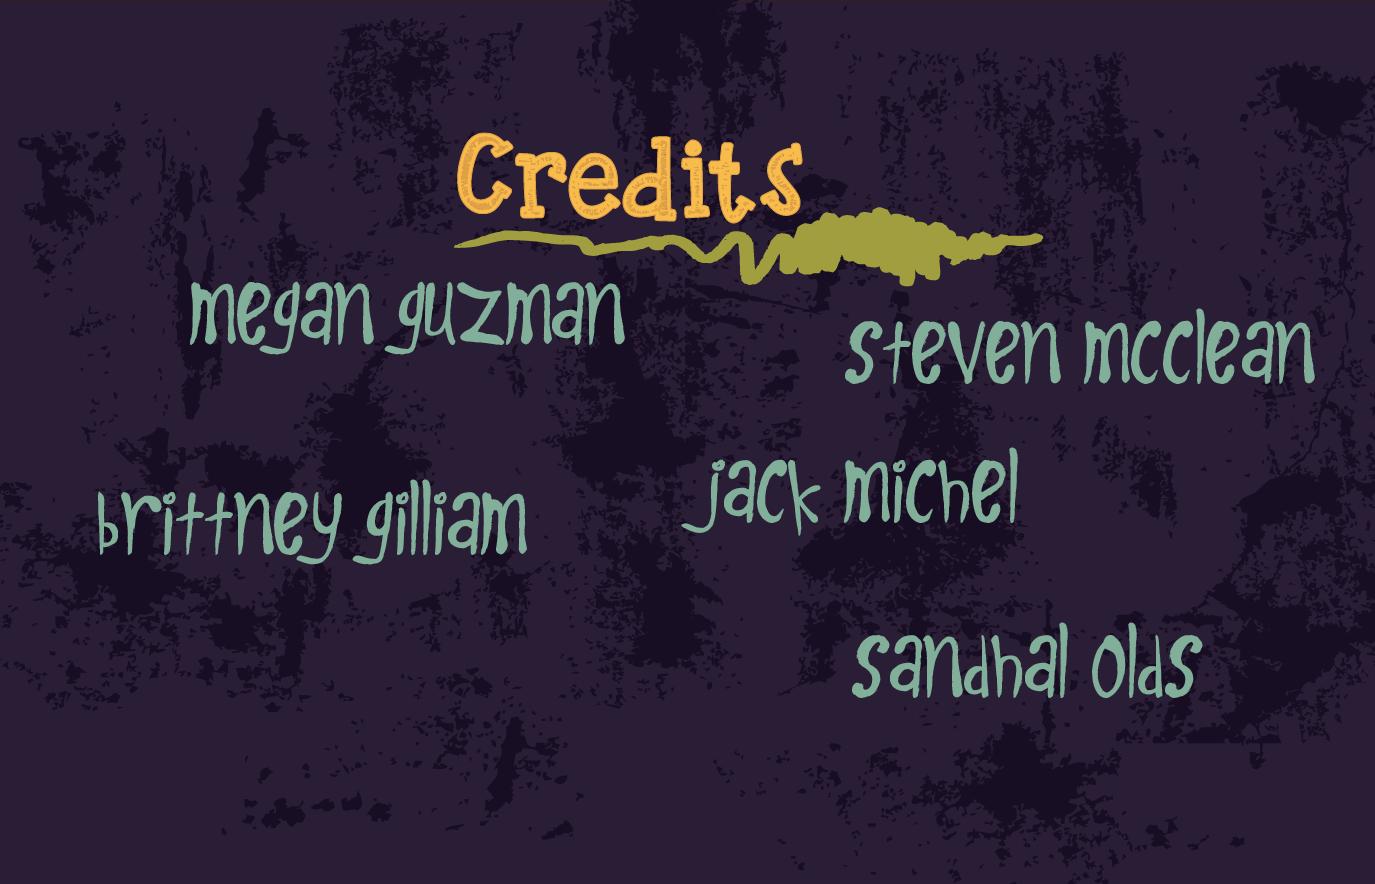 Credits
megan guzman
steven mcclean
jack michel
brittney gilliam
sandhal olds